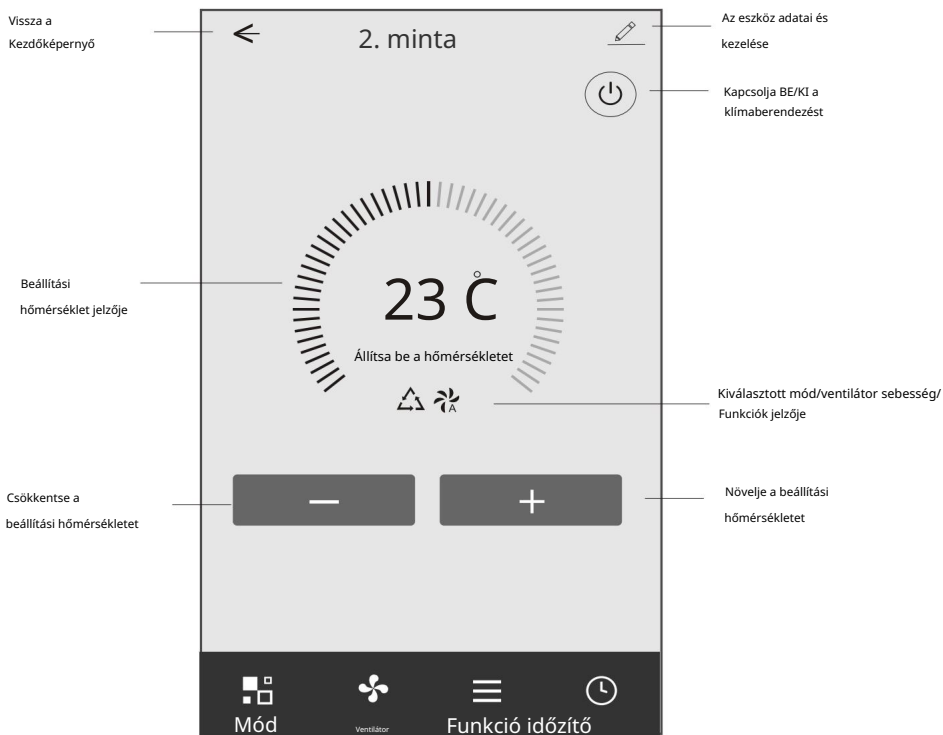 Vissza a
Kezdőképernyő
2. minta
Az eszköz adatai és
kezelése
Kapcsolja BE/KI a
klímaberendezést
Beállítási
hőmérséklet jelzője
23 °C
Állítsa be a hőmérsékletet
A
Kiválasztott mód/ventilátor sebesség/
Funkciók jelzője
Csökkentse a
beállítási hőmérsékletet
−
+
Növelje a beállítási
hőmérsékletet
Mód
Ventilátor
Funkció időzítő